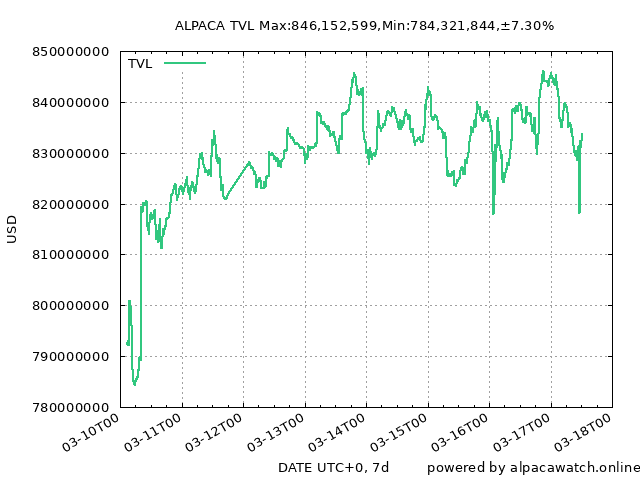 ALPACA TVL Max:846,152,599,Min:784,321,844,±7.30%
850000000
TVL
840000000
830000000
820000000
USD
810000000
800000000
790000000
780000000
03-10T00 03-11T00 03-12T00 03-13T00 03-14T00 03-15T00 03-16T00 03-17T00 03-18T00
DATE UTC+0, 7d powered by alpacawatch.online